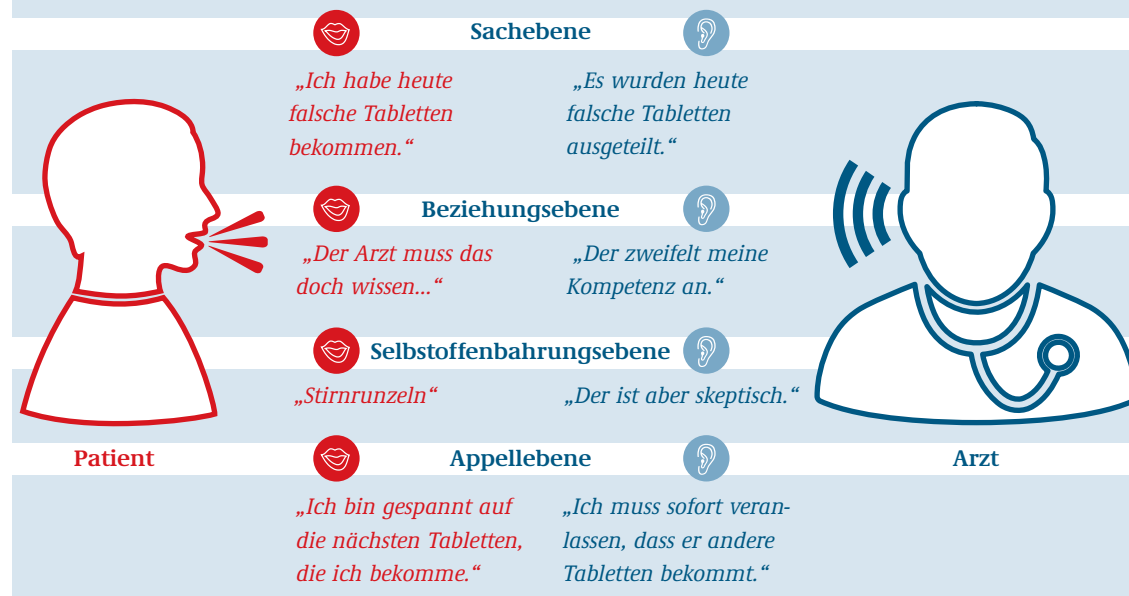 Sachebene
„Ich habe heute
falsche Tabletten
bekommen.“
„Es wurden heute
falsche Tabletten
ausgeteilt.“
Beziehungsebene
„Der Arzt muss das
doch wissen...“
„Der zweifelt meine
Kompetenz an.“
Selbstoffenbahrungsebene
„Stirnrunzeln“
„Der ist aber skeptisch.“
Patient
Appellebene
Arzt
„Ich bin gespannt auf
die nächsten Tabletten,
die ich bekomme.“
„Ich muss sofort veran-
lassen, dass er andere
Tabletten bekommt.“